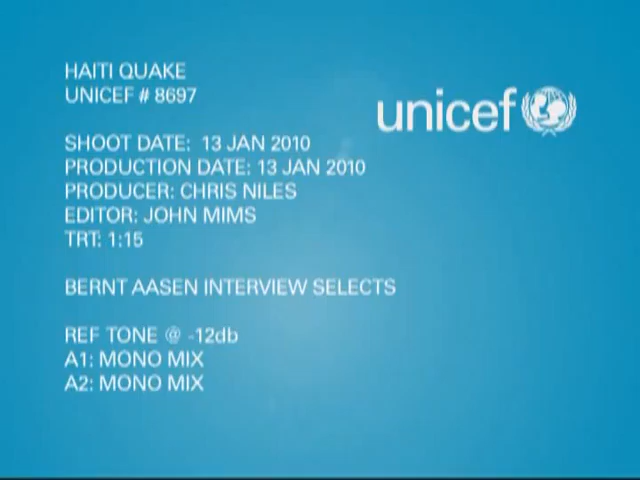 HAITI QUAKE
UNICEF # 8697
unicef
SHOOT DATE: 13 JAN 2010
PRODUCTION DATE: 13 JAN 2010
PRODUCER: CHRIS NILES
EDITOR: JOHN MIMS
TRT: 1:15
BERNT AASEN INTERVIEW SELECTS
REF TONE @ -12db
A1: MONO MIX
A2: MONO MIX